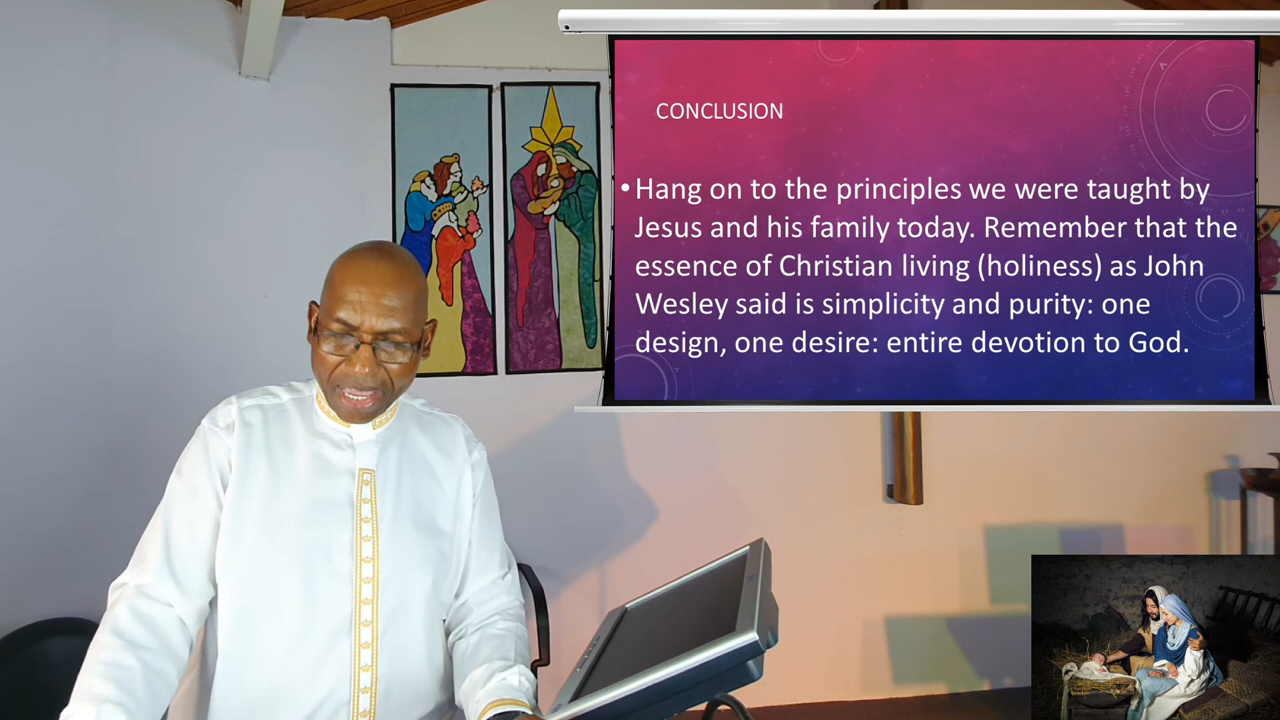 CONCLUSION
• Hang on to the principles we were taught by
Jesus and his family today. Remember that the
essence of Christian living (holiness) as John
Wesley said is simplicity and purity: one
design, one desire: entire devotion to God.